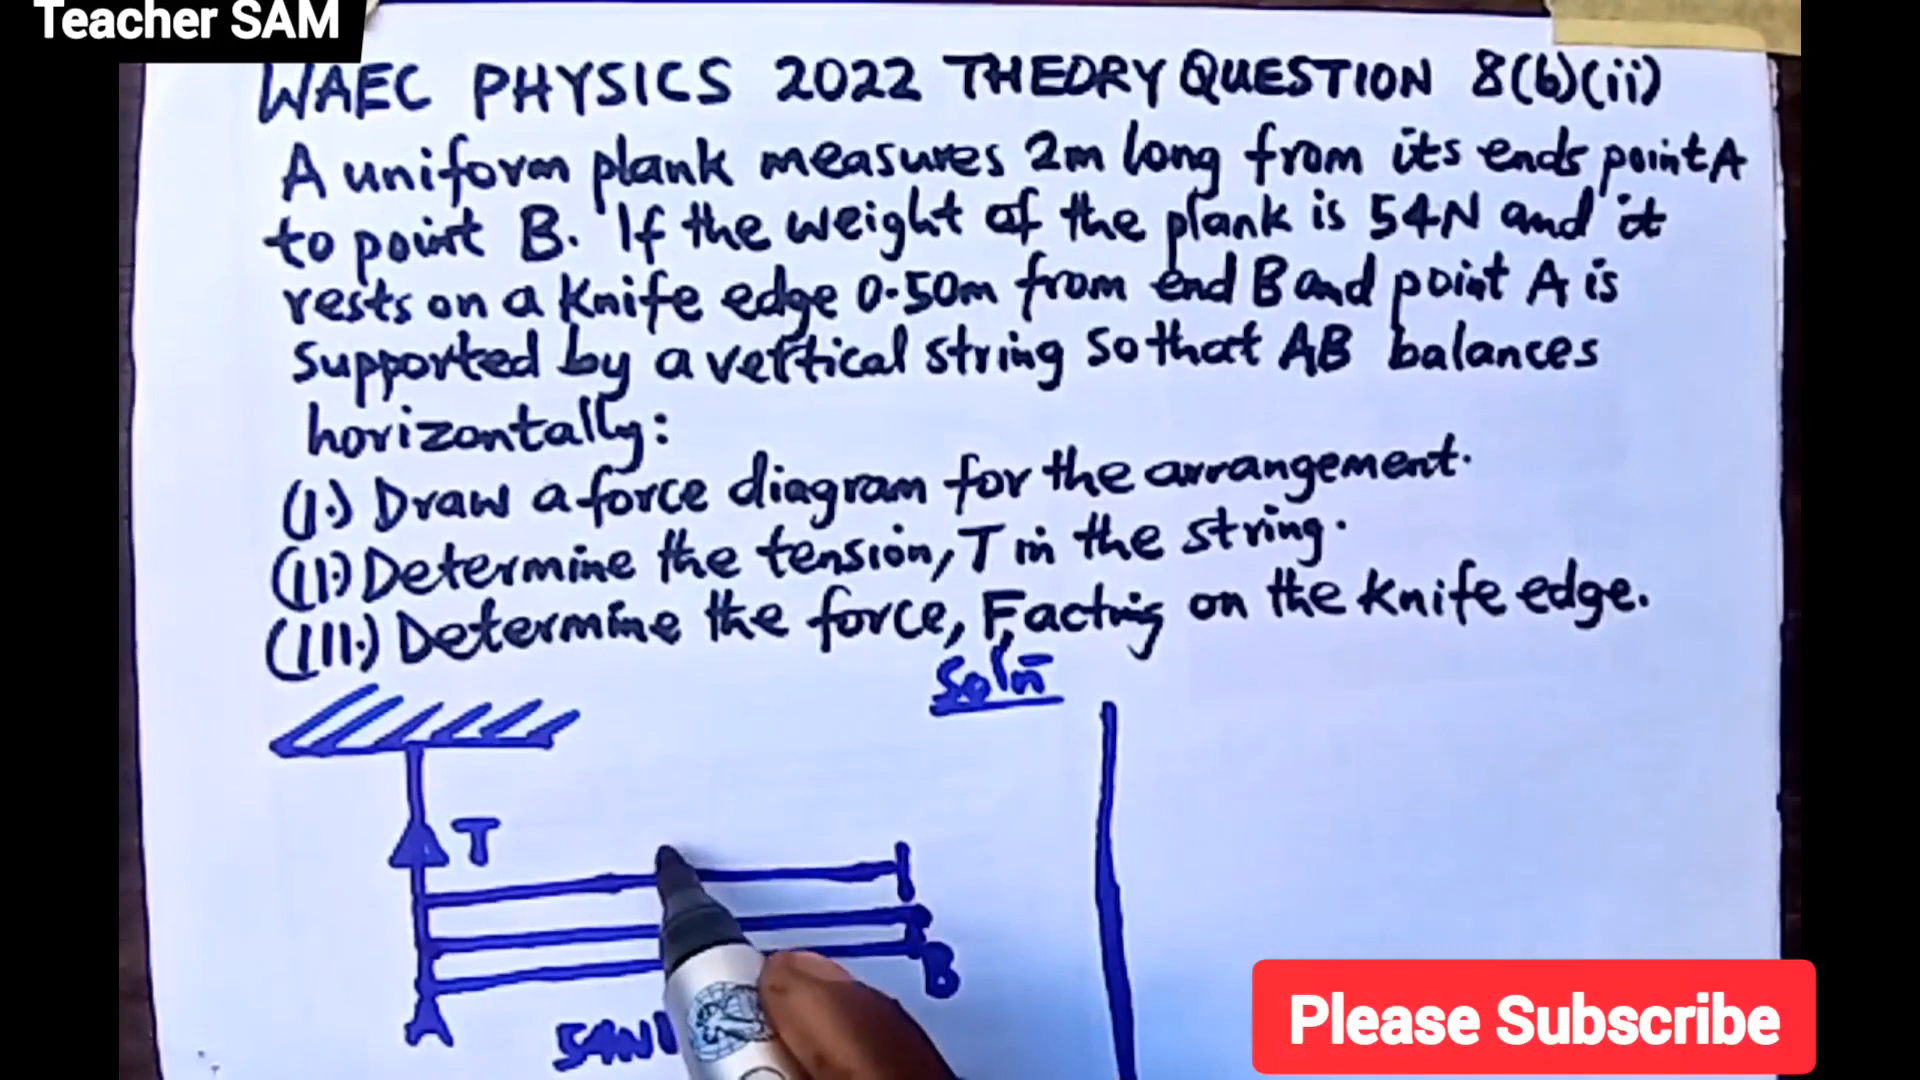 Teacher SAM
WAEC PHYSICS 2022 THEORY QUESTION 8(b)(ii)
A uniform plank measures 2m long from its ends point A
to point B. If the weight of the plank is 54N and it
rests on a knife edge 0.50m from end B and point A is
supported by a vertical string so that AB balances
horizontally:
(I.) Draw a force diagram for the arrangement.
(II.) Determine the tension, T in the string.
(III.) Determine the force, F, acting on the knife edge.
Soln
T
B
A
54N
Please Subscribe